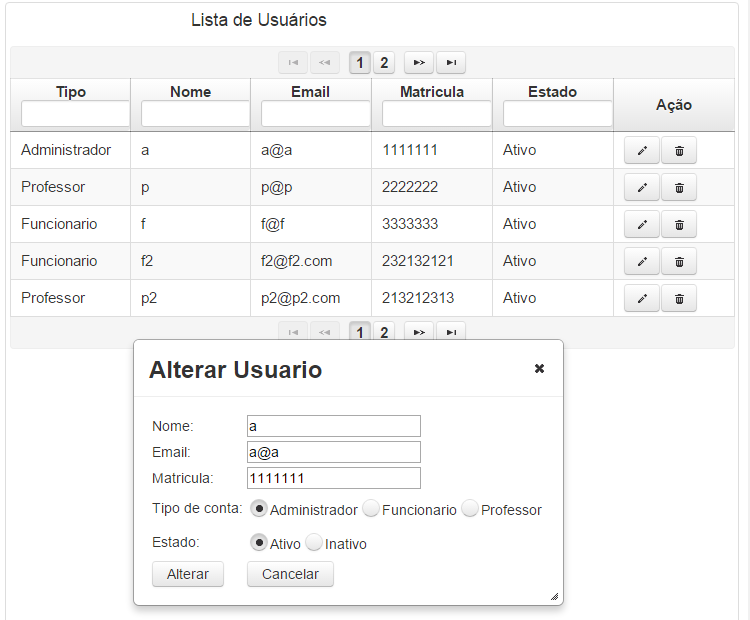 Lista de Usuários
1 2
Tipo Nome Email Matricula Estado Ação
Administrador a a@a 1111111 Ativo
Professor p p@p 2222222 Ativo
Funcionario f f@f 3333333 Ativo
Funcionario f2 f2@f2.com 232132121 Ativo
Professor p2 p2@p2.com 213212313 Ativo
1 2
Alterar Usuario
Nome: a
Email: a@a
Matricula: 1111111
Tipo de conta: Administrador Funcionario Professor
Estado: Ativo Inativo
Alterar Cancelar